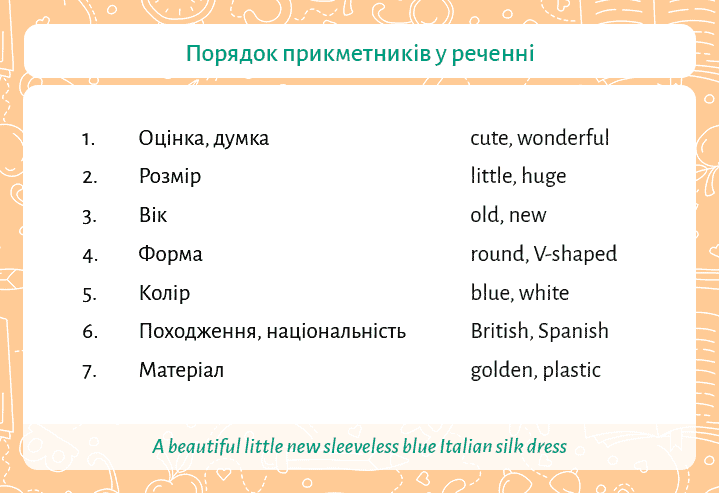 Порядок прикметників у реченні
1. Оцінка, думка cute, wonderful
2. Розмір little, huge
3. Вік old, new
4. Форма round, V-shaped
5. Колір blue, white
6. Походження, національність British, Spanish
7. Матеріал golden, plastic
A beautiful little new sleeveless blue Italian silk dress